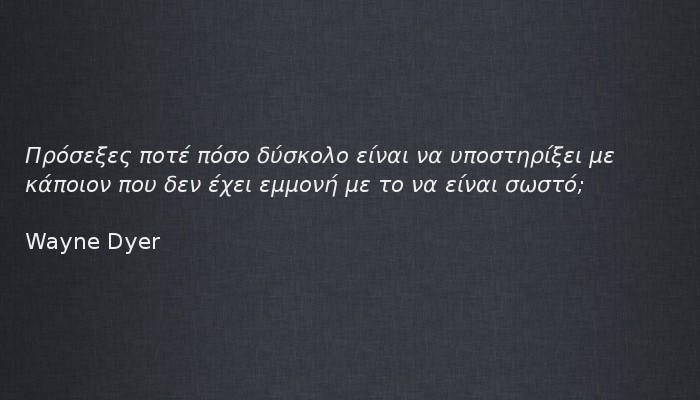 Πρόσεξες ποτέ πόσο δύσκολο είναι να υποστηρίξει με
κάποιον που δεν έχει εμμονή με το να είναι σωστό;
Wayne Dyer